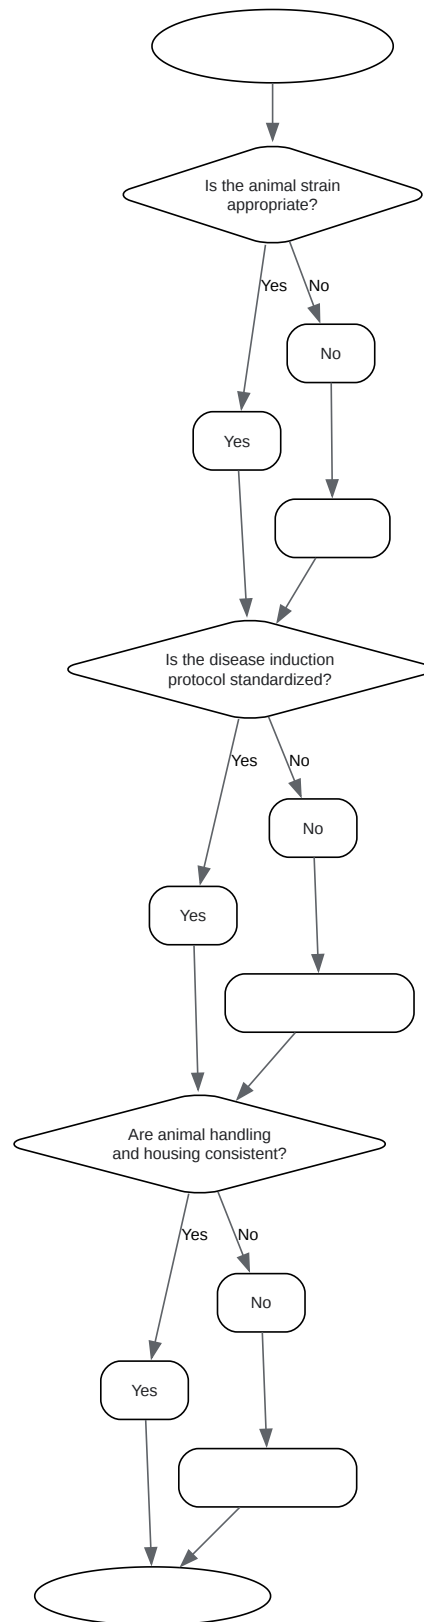 Is the animal strain
appropriate?
Yes
No
No
Yes
Is the disease induction
protocol standardized?
Yes
No
No
Yes
Are animal handling
and housing consistent?
Yes
No
No
Yes